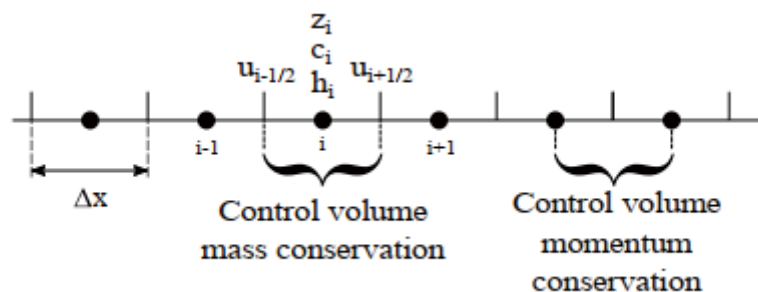 z_i
c_i
u_{i-1/2} u_{i+1/2}
h_i
i-1 i i+1
Δx
Control volume
mass conservation
Control volume
momentum
conservation